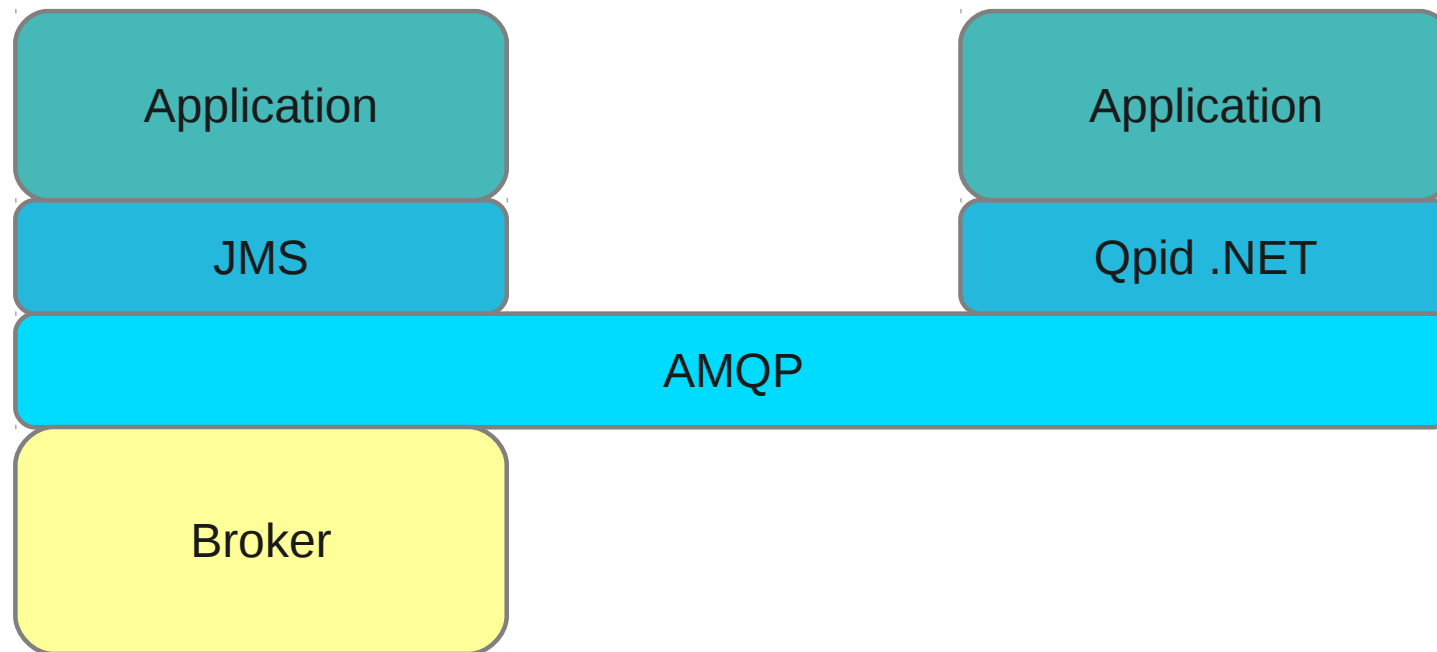 Application
Application
JMS
Qpid .NET
AMQP
Broker